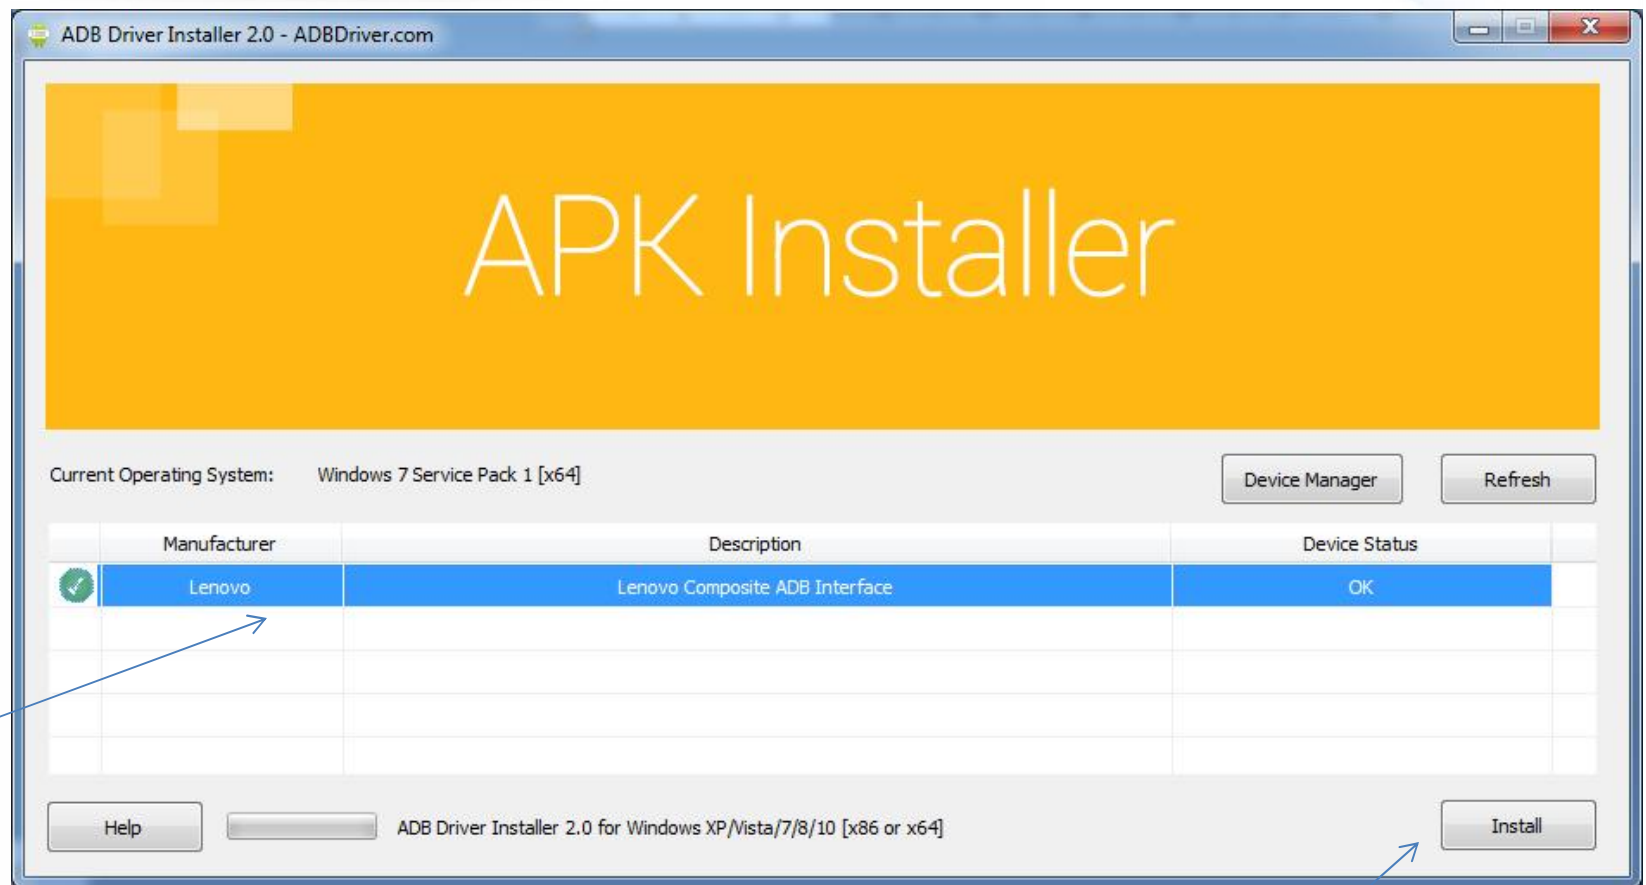 ADB Driver Installer 2.0 - ADBDriver.com
APK Installer
Current Operating System: Windows 7 Service Pack 1 [x64]
Device Manager
Refresh
Manufacturer Description Device Status
Lenovo Lenovo Composite ADB Interface OK
Help
ADB Driver Installer 2.0 for Windows XP/Vista/7/8/10 [x86 or x64]
Install